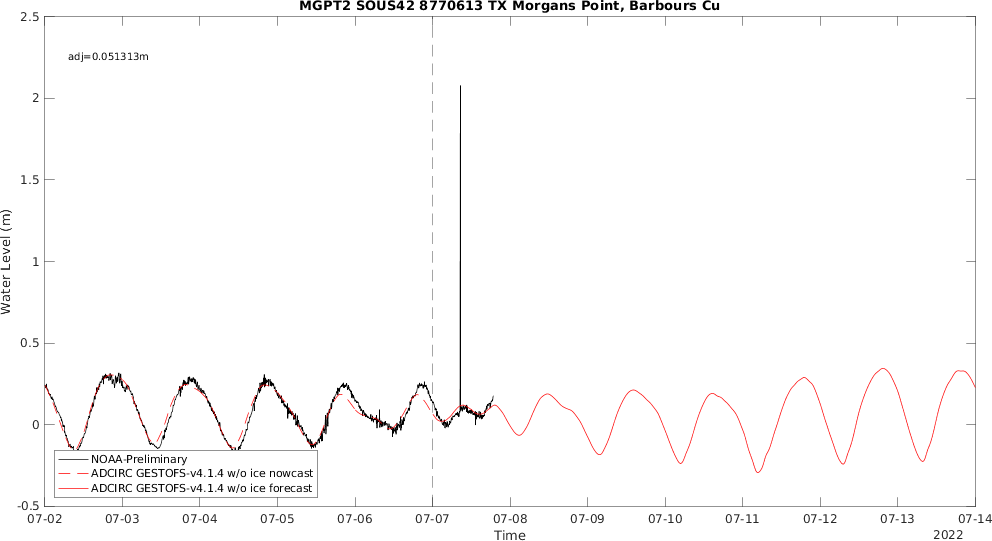 MGPT2 SOUS42 8770613 TX Morgans Point, Barbours Cu
2.5
adj=0.051313m
2
1.5
Water Level (m)
1
0.5
0
NOAA-Preliminary
ADCIRC GESTOFS-v4.1.4 w/o ice nowcast
ADCIRC GESTOFS-v4.1.4 w/o ice forecast
-0.5
07-02 07-03 07-04 07-05 07-06 07-07 07-08 07-09 07-10 07-11 07-12 07-13 07-14
Time
2022